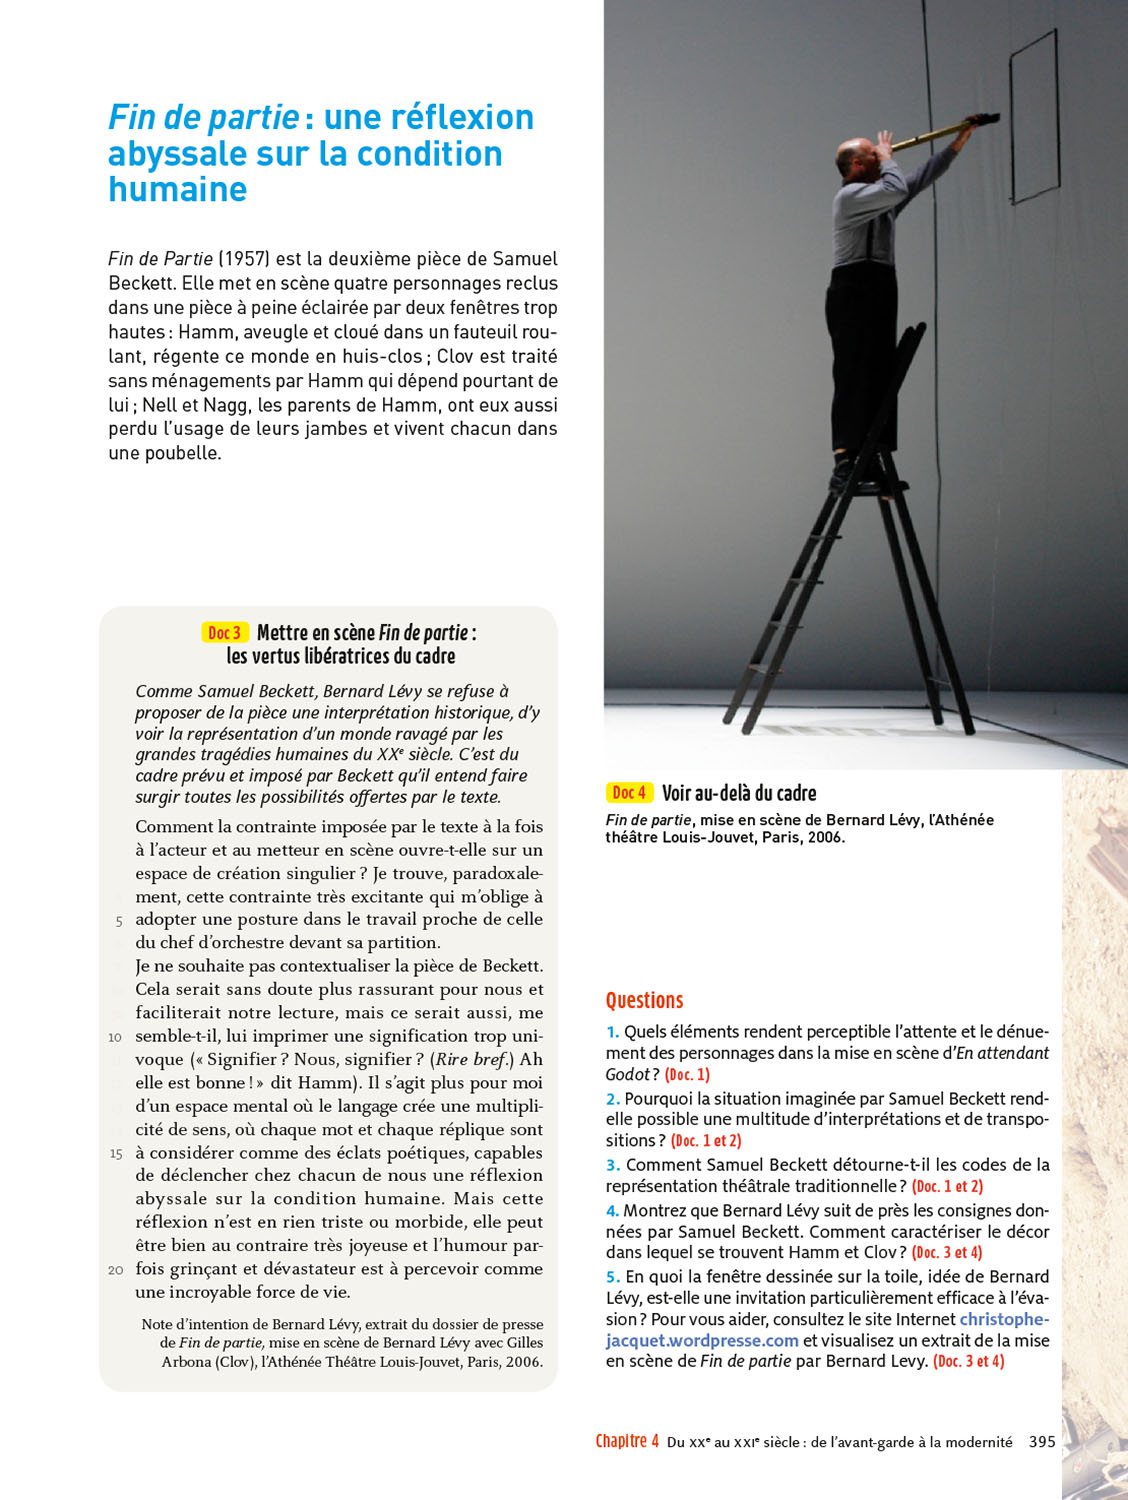 Fin de partie : une réflexion
abyssale sur la condition
humaine
Fin de Partie (1957) est la deuxième pièce de Samuel
Beckett. Elle met en scène quatre personnages reclus
dans une pièce à peine éclairée par deux fenêtres trop
hautes : Hamm, aveugle et cloué dans un fauteuil rou-
lant, régente ce monde en huis-clos ; Clov est traité
sans ménagements par Hamm qui dépend pourtant de
lui ; Nell et Nagg, les parents de Hamm, ont eux aussi
perdu l'usage de leurs jambes et vivent chacun dans
une poubelle.
Doc 3 Mettre en scène Fin de partie :
les vertus libératrices du cadre
Comme Samuel Beckett, Bernard Lévy se refuse à
proposer de la pièce une interprétation historique, d'y
voir la représentation d'un monde ravagé par les
grandes tragédies humaines du XXe siècle. C'est du
cadre prévu et imposé par Beckett qu'il entend faire
surgir toutes les possibilités offertes par le texte.
Comment la contrainte imposée par le texte à la fois
à l'acteur et au metteur en scène ouvre-t-elle sur un
espace de création singulier ? Je trouve, paradoxale-
ment, cette contrainte très excitante qui m'oblige à
5 adopter une posture dans le travail proche de celle
du chef d'orchestre devant sa partition.
Je ne souhaite pas contextualiser la pièce de Beckett.
Cela serait sans doute plus rassurant pour nous et
faciliterait notre lecture, mais ce serait aussi, me
10 semble-t-il, lui imprimer une signification trop uni-
voque (« Signifier ? Nous, signifier ? (Rire bref.) Ah
elle est bonne ! » dit Hamm). Il s'agit plus pour moi
d'un espace mental où le langage crée une multipli-
cité de sens, où chaque mot et chaque réplique sont
15 à considérer comme des éclats poétiques, capables
de déclencher chez chacun de nous une réflexion
abyssale sur la condition humaine. Mais cette
réflexion n'est en rien triste ou morbide, elle peut
être bien au contraire très joyeuse et l'humour par-
20 fois grinçant et dévastateur est à percevoir comme
une incroyable force de vie.
Note d'intention de Bernard Lévy, extrait du dossier de presse
de Fin de partie, mise en scène de Bernard Lévy avec Gilles
Arbona (Clov), l'Athénée Théâtre Louis-Jouvet, Paris, 2006.
Doc 4 Voir au-delà du cadre
Fin de partie, mise en scène de Bernard Lévy, l'Athénée
théâtre Louis-Jouvet, Paris, 2006.
Questions
1. Quels éléments rendent perceptible l'attente et le dénue-
ment des personnages dans la mise en scène d'En attendant
Godot ? (Doc. 1)
2. Pourquoi la situation imaginée par Samuel Beckett rend-
elle possible une multitude d'interprétations et de transpo-
sitions ? (Doc. 1 et 2)
3. Comment Samuel Beckett détourne-t-il les codes de la
représentation théâtrale traditionnelle ? (Doc. 1 et 2)
4. Montrez que Bernard Lévy suit de près les consignes don-
nées par Samuel Beckett. Comment caractériser le décor
dans lequel se trouvent Hamm et Clov ? (Doc. 3 et 4)
5. En quoi la fenêtre dessinée sur la toile, idée de Bernard
Lévy, est-elle une invitation particulièrement efficace à l'éva-
sion ? Pour vous aider, consultez le site Internet christophe-
jacquet.wordpresse.com et visualisez un extrait de la mise
en scène de Fin de partie par Bernard Levy. (Doc. 3 et 4)
Chapitre 4 Du XXe au XXIe siècle : de l'avant-garde à la modernité 395